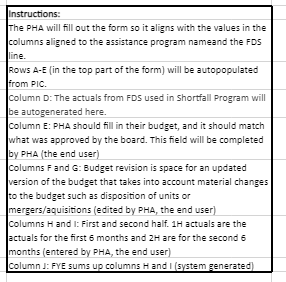 Instructions:
The PHA will fill out the form so it aligns with the values in the
columns aligned to the assistance program nameand the FDS
line.
Rows A-E (in the top part of the form) will be autopopulated
from PIC.
Column D: The actuals from FDS used in Shortfall Program will
be autogenerated here.
Column E: PHA should fill in their budget, and it should match
what was approved by the board. This field will be completed
by PHA (the end user)
Columns F and G: Budget revision is space for an updated
version of the budget that takes into account material changes
to the budget such as disposition of units or
mergers/aquisitions (edited by PHA, the end user)
Columns H and I: First and second half. 1H actuals are the
actuals for the first 6 months and 2H are for the second 6
months (entered by PHA, the end user)
Column J: FYE sums up columns H and I (system generated)